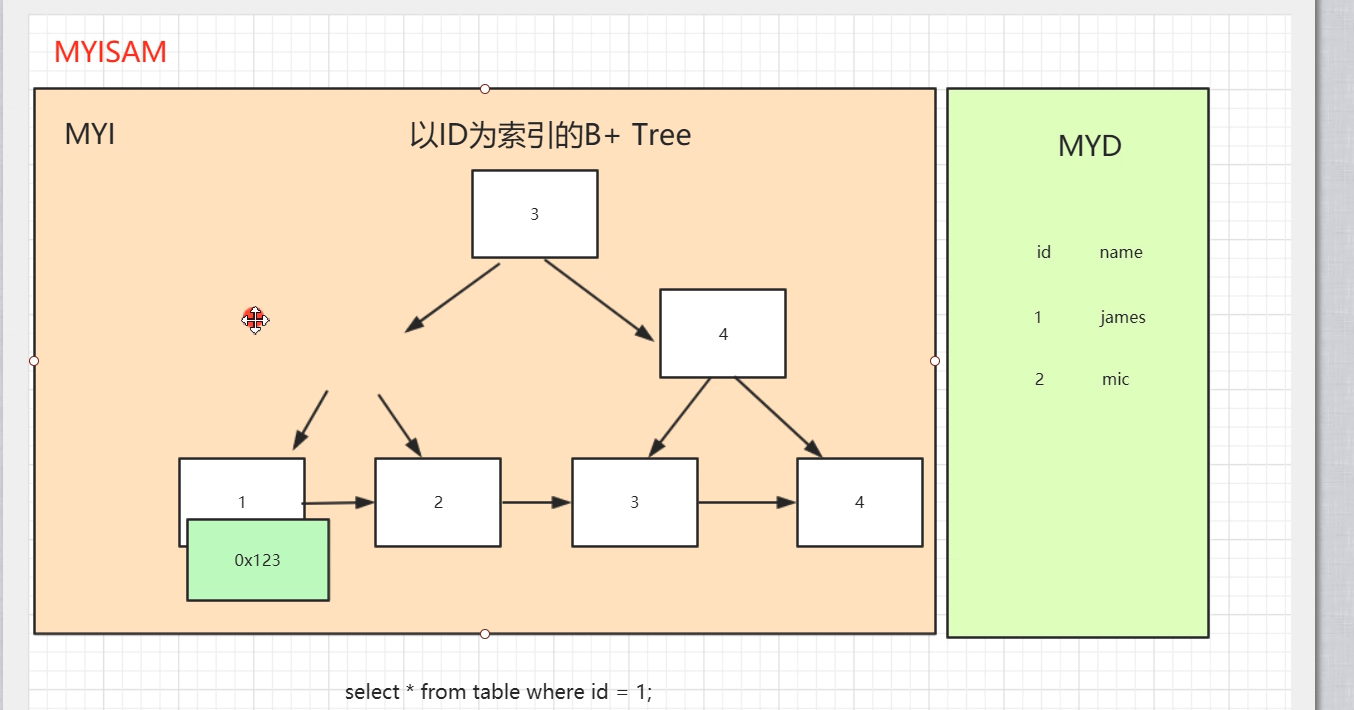 MYISAM
MYI
以ID为索引的B+ Tree
MYD
3
id name
1 james
4
2 mic
1
2
3
4
0x123
select * from table where id = 1;